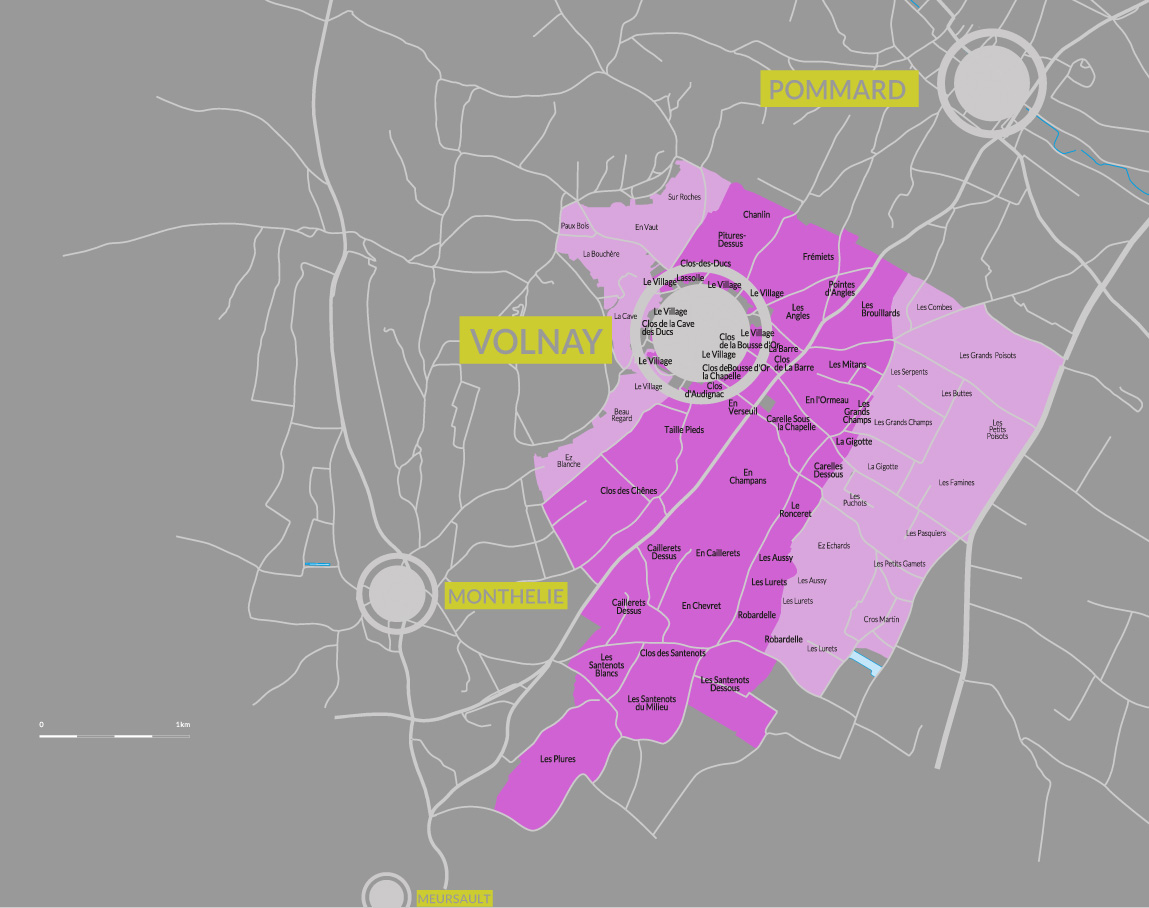 POMMARD
Sur Roches
Chanlin
Paux Bois
En Vaut
Pitures-
Dessus
La Bouchère
Frémiets
Clos-des-Ducs
Lassolle
Le Village
Le Village
Le Village
Pointes
d'Angles
Les
Angles
Les
Brouillards
Les Combes
La Cave
Le Village
Clos de la Cave
des Ducs
VOLNAY
Le Village
Clos
de la Bousse d'Or
La Barre
Le Village
Le Village
Clos
de La Barre
Les Mitans
Les Grands Poisots
Clos de
la Chapelle
Bousse d'Or
Les Serpents
Le Village
Clos
d'Audignac
Les Buttes
En
Verseuil
En l'Ormeau
Les
Grands
Champs
Beau
Regard
Carelle Sous
la Chapelle
Les Grands Champs
Les
Petits
Poisots
Taille Pieds
La Gigotte
Ez
Blanche
Carelles
Dessous
La Gigotte
En
Champans
Les Famines
Clos des Chênes
Les
Puchots
Le
Ronceret
Les Pasquiers
Ez Echards
Caillerets
Dessus
En Caillerets
Les Aussy
Les Petits Gamets
Les Lurets
Les Aussy
MONTHELIE
Caillerets
Dessus
En Chevret
Les Lurets
Robardelle
Cros Martin
Robardelle
Les Lurets
Les
Santenots
Blancs
Clos des Santenots
Les Santenots
Dessous
Les Santenots
du Milieu
0 1km
Les Plures
MEURSAULT